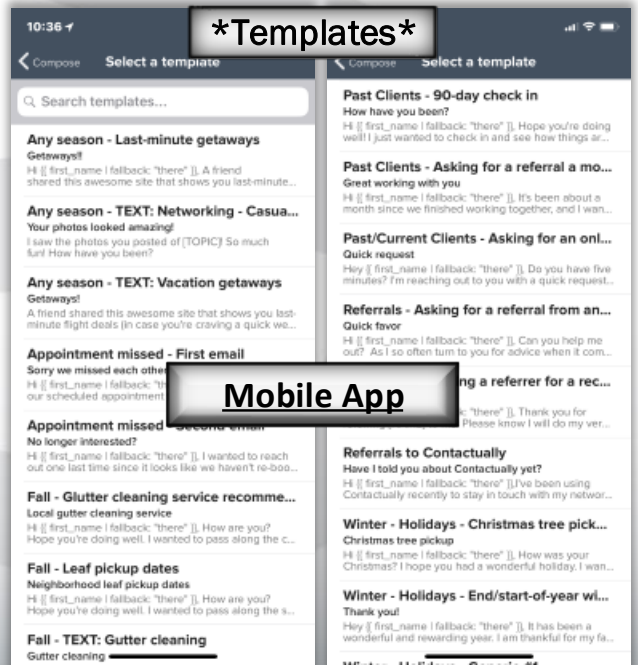 *Templates*
10:36
Compose
Select a template
Search templates...
Any season - Last-minute getaways
Getaways!!
Hi {{ first_name | fallback: "there" }}, A friend
shared this awesome site that shows you last-minute...
Any season - TEXT: Networking - Casua...
Your photos looked amazing!
I saw the photos you posted of [TOPIC]! So much
fun! How have you been?
Any season - TEXT: Vacation getaways
Getaways!
A friend shared this awesome site that shows you last-
minute flight deals (in case you're craving a quick we...
Appointment missed - First email
Sorry we missed each other
Hi {{ first_name | fallback: "th
our scheduled appointment
Appointment missed - Second email
No longer interested?
Hi {{ first_name | fallback: "there" }}, I wanted to reach
out one last time since it looks like we haven't re-boo...
Fall - Glutter cleaning service recomme...
Local gutter cleaning service
Hi {{ first_name | fallback: "there" }}, How are you?
Hope you're doing well. I wanted to pass along the c...
Fall - Leaf pickup dates
Neighborhood leaf pickup dates
Hi {{ first_name | fallback: "there" }}, How are you?
Hope you're doing well. I wanted to pass along the s...
Fall - TEXT: Gutter cleaning
Gutter cleaning
Mobile App
Compose
Select a template
Past Clients - 90-day check in
How have you been?
Hi {{ first_name | fallback: "there" }}, Hope you're doing
well! I just wanted to check in and see how things ar...
Past Clients - Asking for a referral a mo...
Great working with you
Hi {{ first_name | fallback: "there" }}, It's been about a
month since we finished working together, and I wan...
Past/Current Clients - Asking for an onl...
Quick request
Hey {{ first_name | fallback: "there" }}, Do you have five
minutes? I'm reaching out to you with a quick request...
Referrals - Asking for a referral from an...
Quick favor
Hi {{ first_name | fallback: "there" }}, Can you help me
out? As I so often turn to you for advice when it com...
ng a referrer for a rec...
k: "there" }}, Thank you for
Please know I will do my ver...
Referrals to Contactually
Have I told you about Contactually yet?
Hi {{ first_name | fallback: "there" }},I've been using
Contactually recently to stay in touch with my networ...
Winter - Holidays - Christmas tree pick...
Christmas tree pickup
Hi {{ first_name | fallback: "there" }}, How was your
Christmas? I hope you had a wonderful holiday. I wan...
Winter - Holidays - End/start-of-year wi...
Thank you!
Hey {{ first_name | fallback: "there" }}, It has been a
wonderful and rewarding year. I am thankful for my fa...
Winter - Holidays - Generic #1